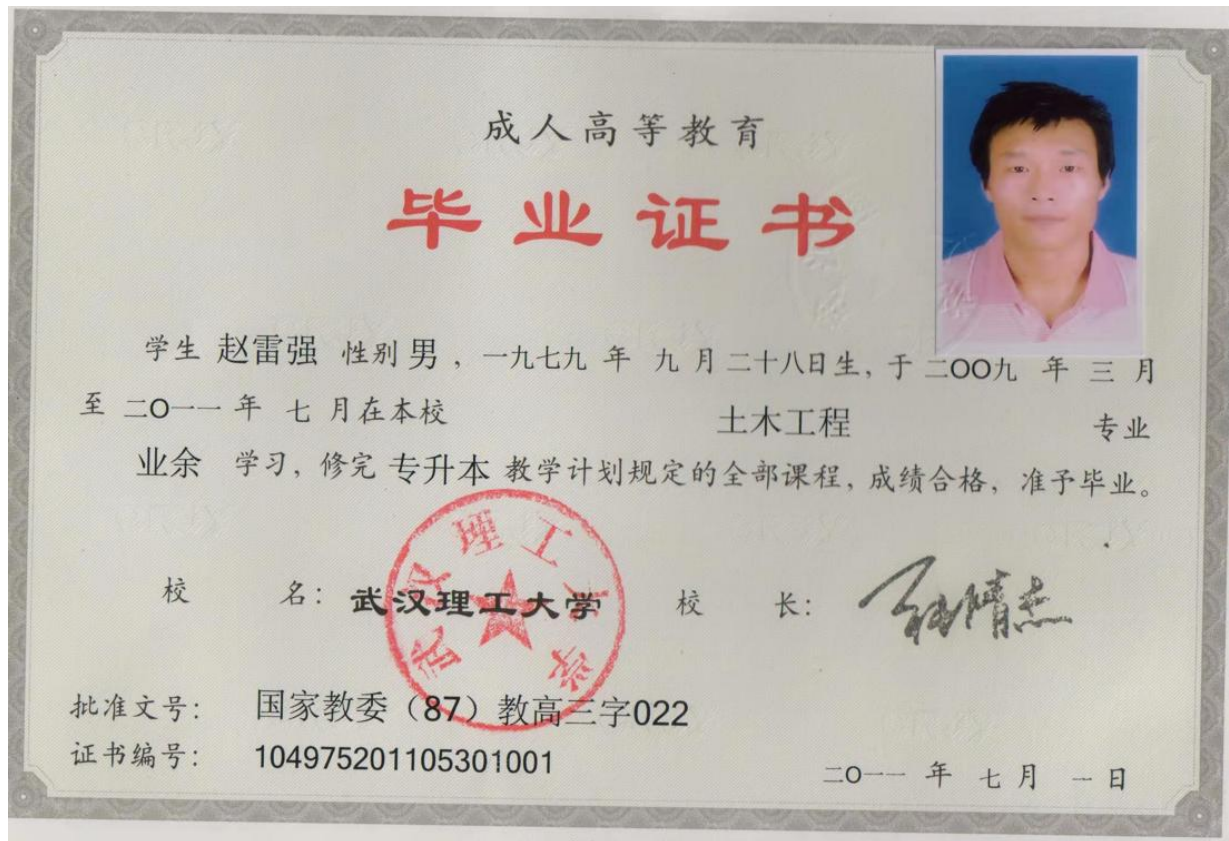 成人高等教育
毕业证书
学生 赵雷强 性别 男 , 一九七九 年 九 月 二十八日生, 于 二OO九 年 三 月
至 二O一一 年 七 月在本校 土木工程 专业
业余 学习, 修完 专升本 教学计划规定的全部课程, 成绩合格, 准予毕业。
武汉理工大学
校 名: 武汉理工大学 校 长:
批准文号: 国家教委(87)教高三字022
证书编号: 104975201105301001
二O一一 年 七 月 一 日